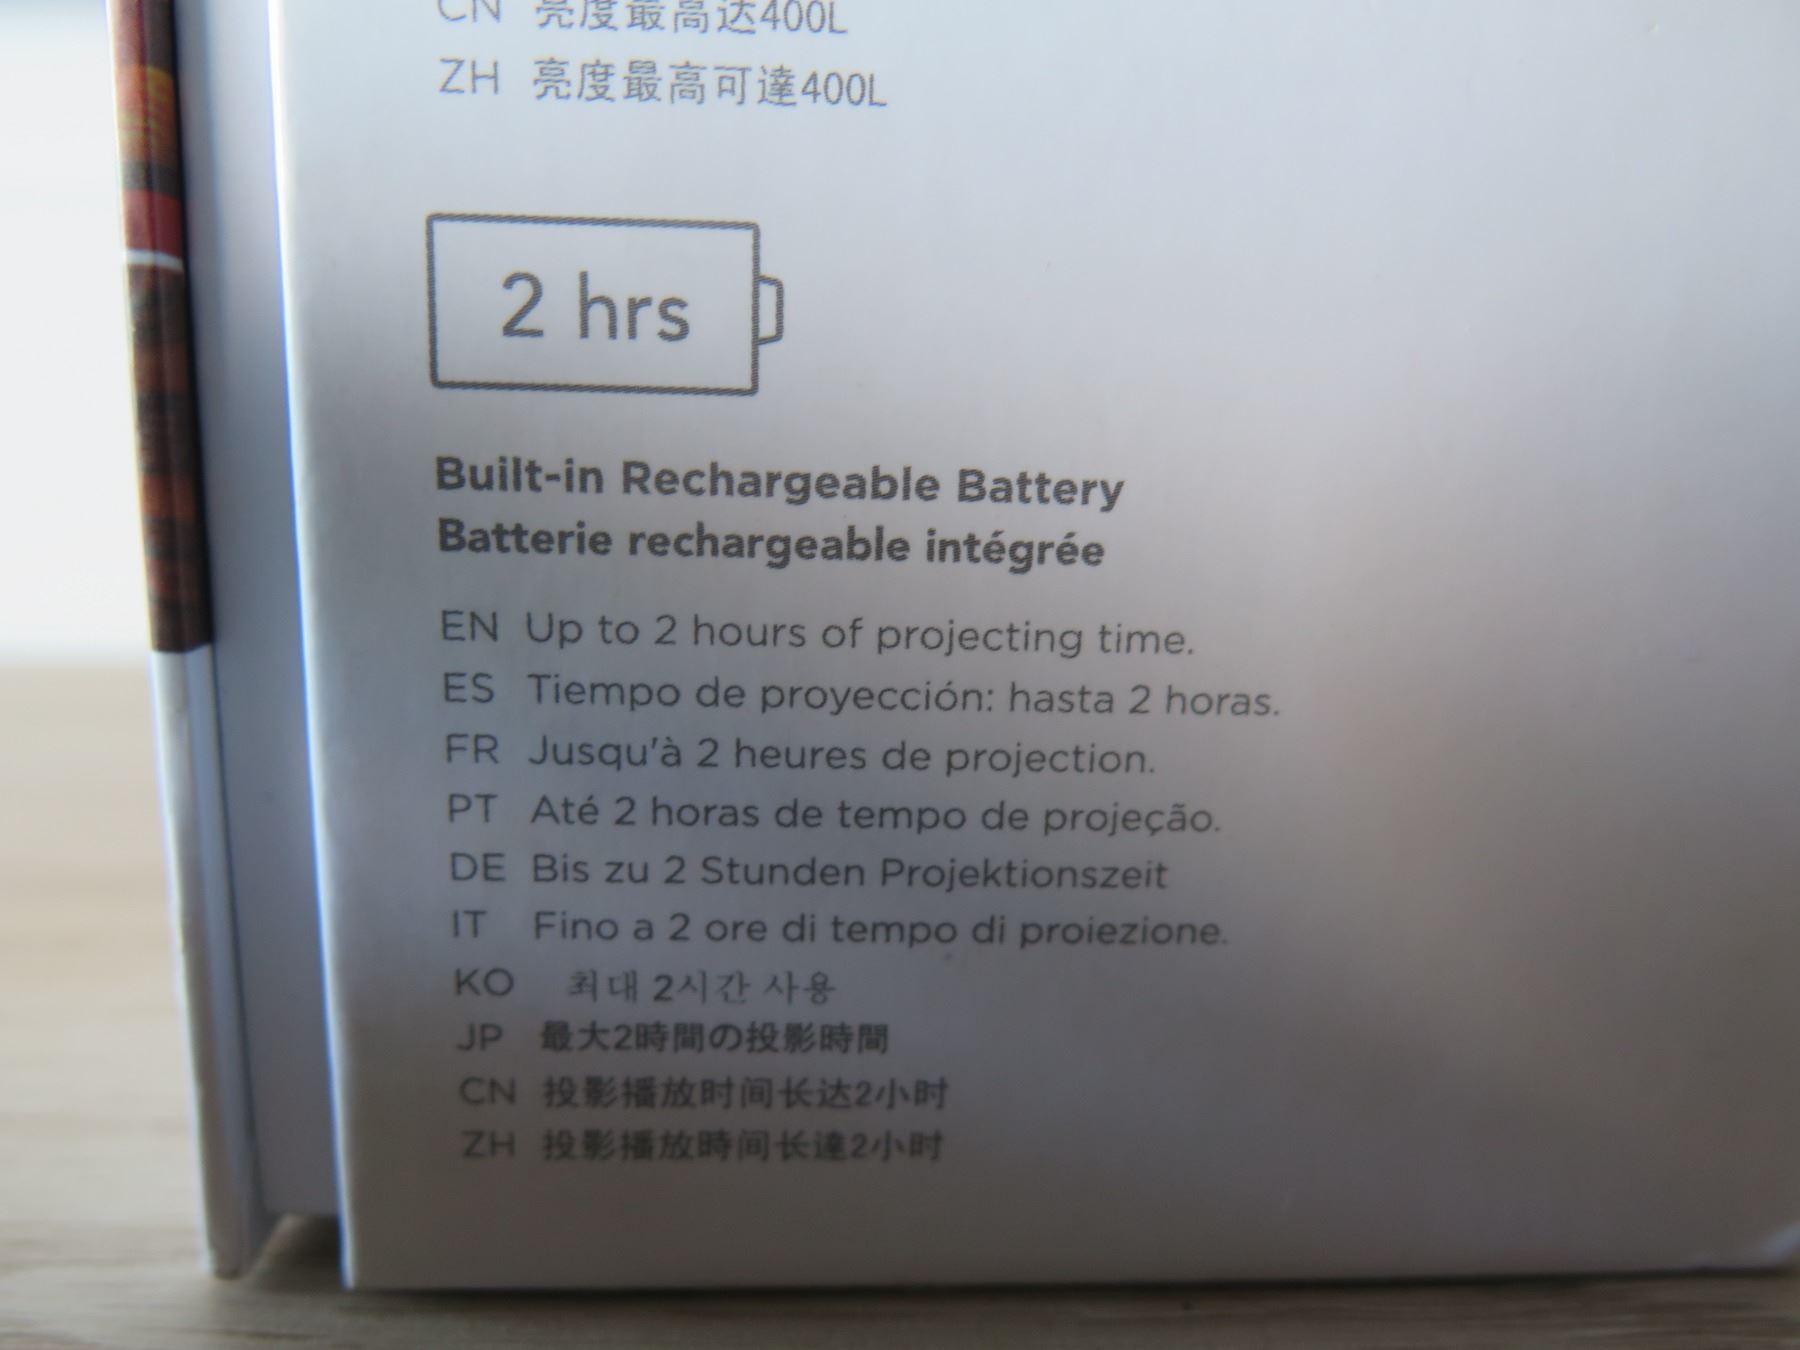 CN 亮度最高达400L
ZH 亮度最高可達400L
2 hrs
Built-in Rechargeable Battery
Batterie rechargeable intégrée
EN Up to 2 hours of projecting time.
ES Tiempo de proyección: hasta 2 horas.
FR Jusqu'à 2 heures de projection.
PT Até 2 horas de tempo de projeção.
DE Bis zu 2 Stunden Projektionszeit
IT Fino a 2 ore di tempo di proiezione.
KO 최대 2시간 사용
JP 最大2時間の投影時間
CN 投影播放时间长达2小时
ZH 投影播放時间长達2小时